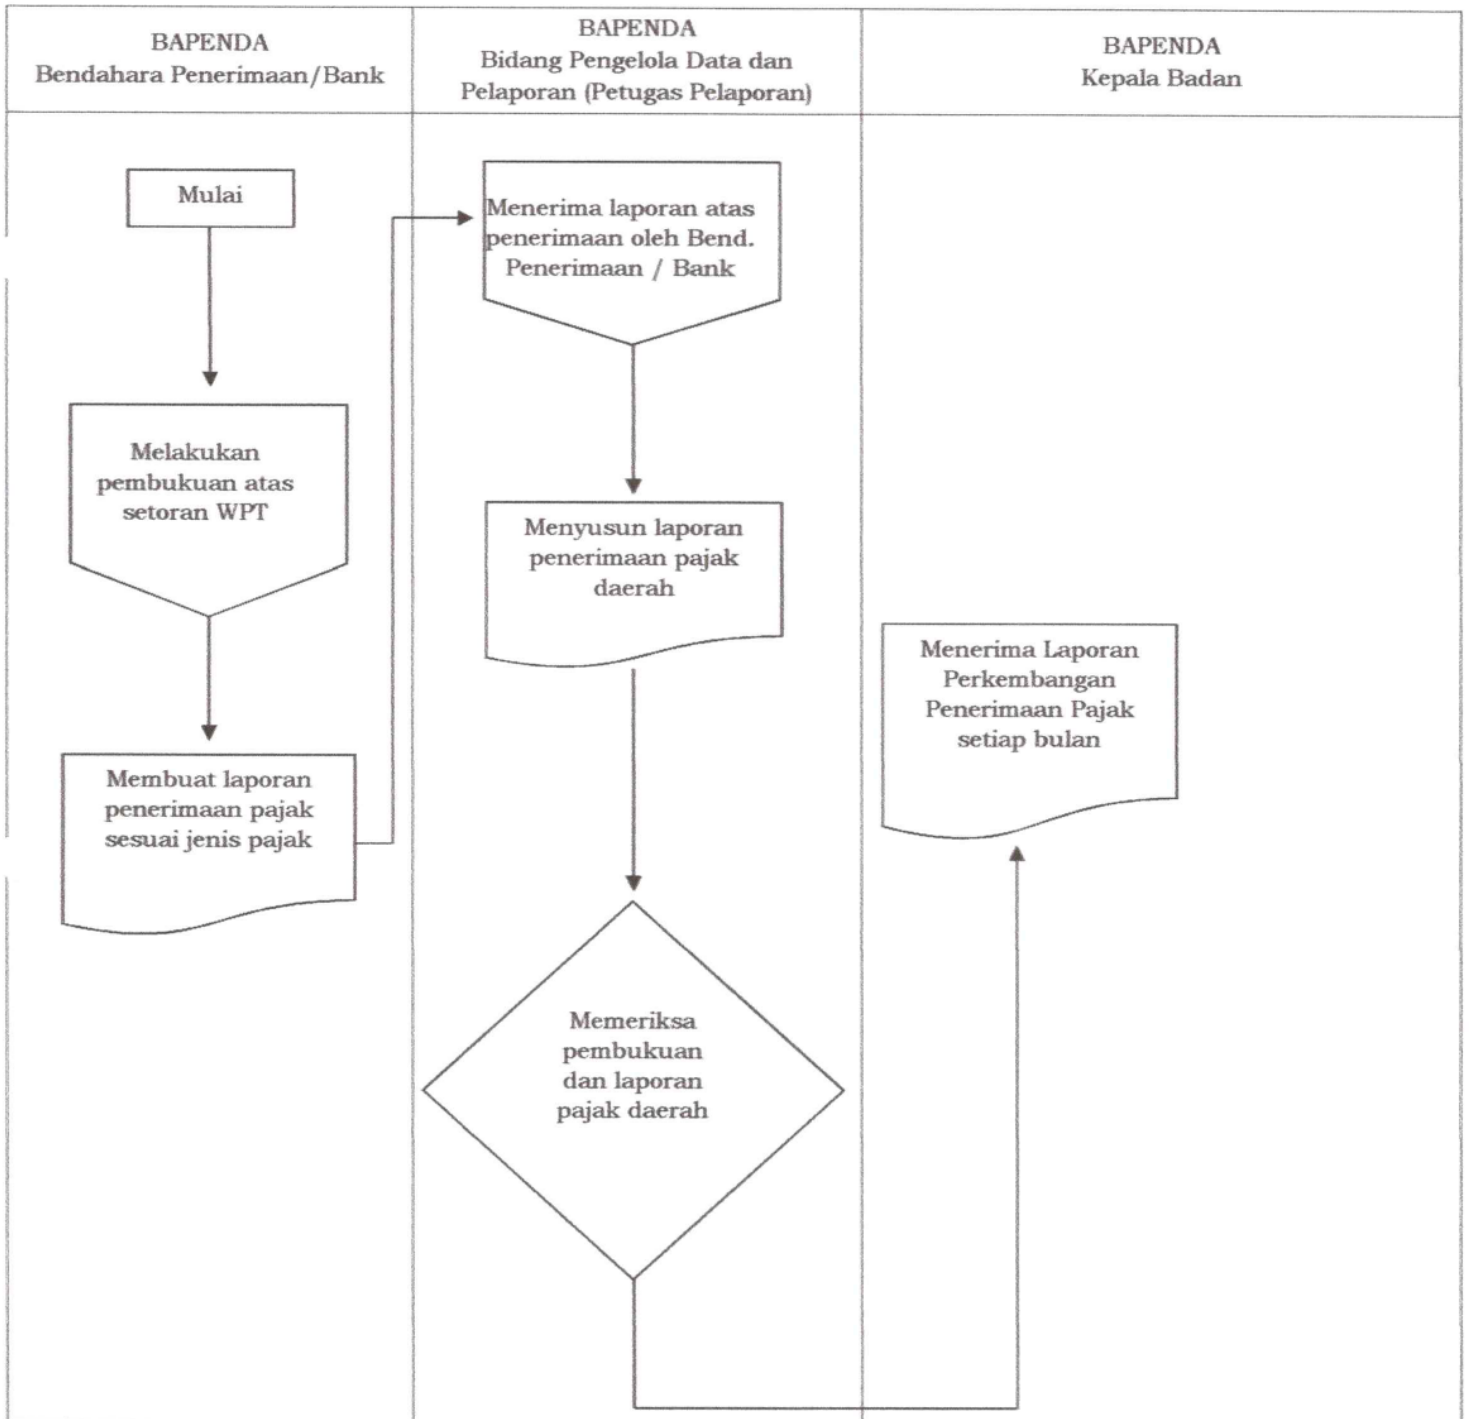 BAPENDA
Bendahara Penerimaan/Bank
BAPENDA
Bidang Pengelola Data dan
Pelaporan (Petugas Pelaporan)
BAPENDA
Kepala Badan
Mulai
Melakukan
pembukuan atas
setoran WPT
Membuat laporan
penerimaan pajak
sesuai jenis pajak
Menerima laporan atas
penerimaan oleh Bend.
Penerimaan / Bank
Menyusun laporan
penerimaan pajak
daerah
Memeriksa
pembukuan
dan laporan
pajak daerah
Menerima Laporan
Perkembangan
Penerimaan Pajak
setiap bulan